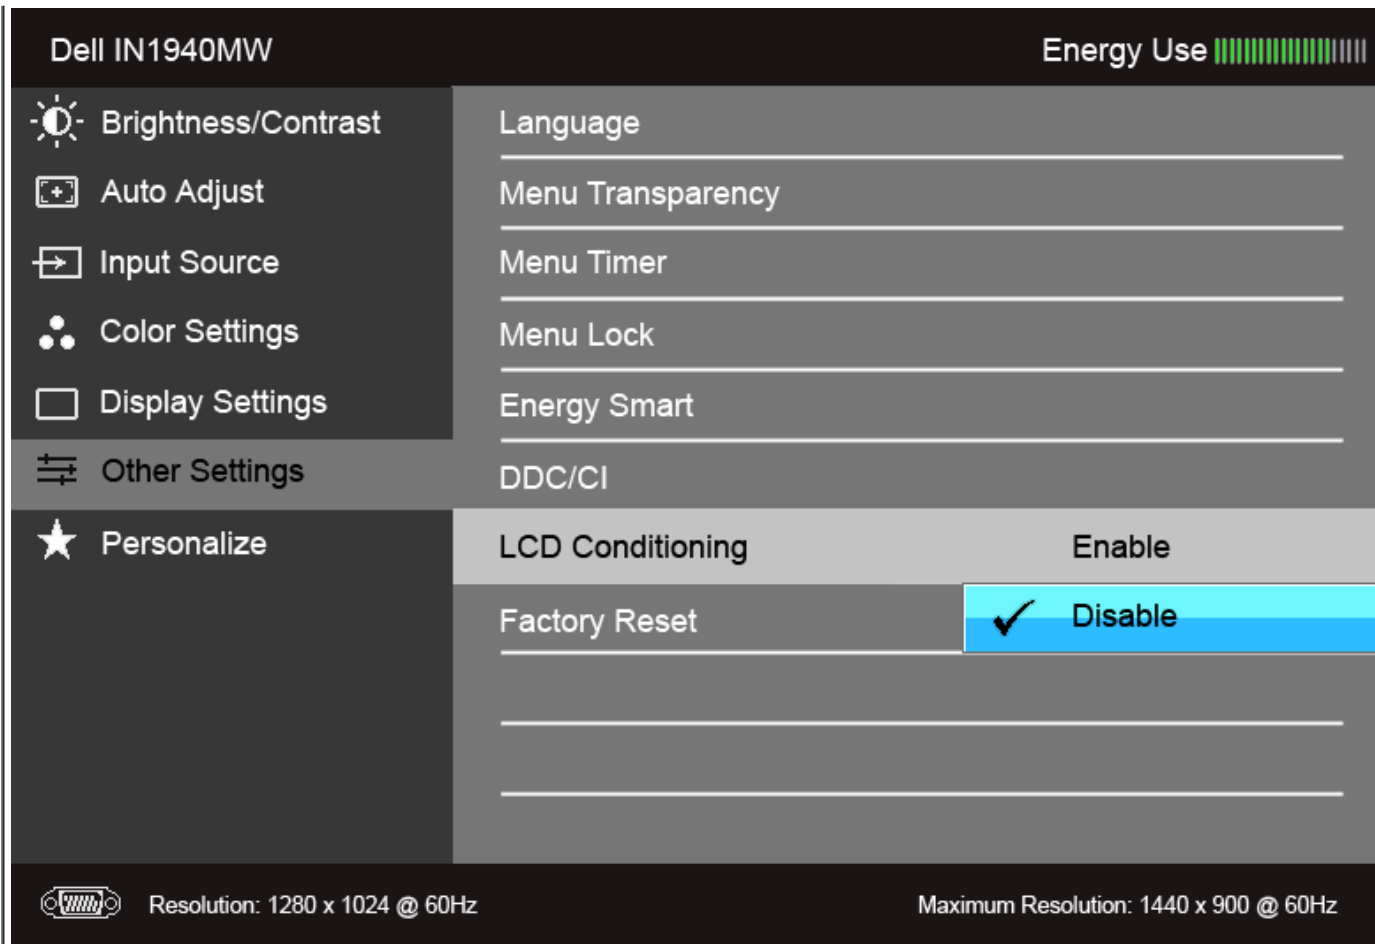 Dell IN1940MW
Energy Use
Brightness/Contrast
Auto Adjust
Input Source
Color Settings
Display Settings
Other Settings
Personalize
Language
Menu Transparency
Menu Timer
Menu Lock
Energy Smart
DDC/CI
LCD Conditioning
Enable
Disable
Factory Reset
Resolution: 1280 x 1024 @ 60Hz
Maximum Resolution: 1440 x 900 @ 60Hz